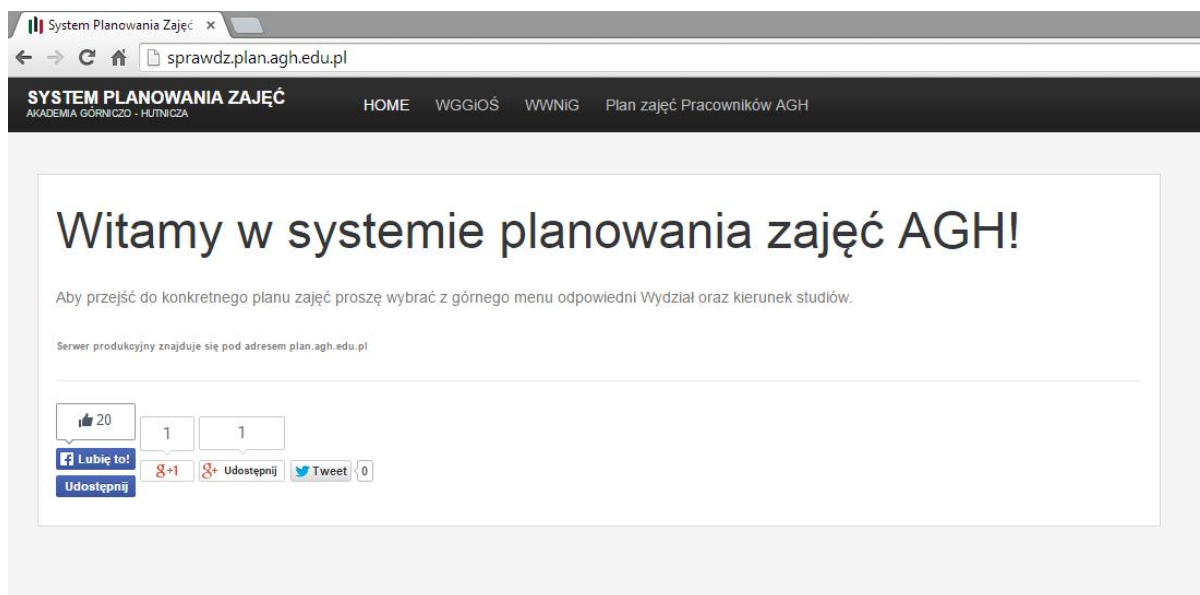 System Planowania Zajęć
sprawdz.plan.agh.edu.pl
SYSTEM PLANOWANIA ZAJĘĆ
AKADEMIA GÓRNICZO - HUTNICZA
HOME WGGiOŚ WWNiG Plan zajęć Pracowników AGH
Witamy w systemie planowania zajęć AGH!
Aby przejść do konkretnego planu zajęć proszę wybrać z górnego menu odpowiedni Wydział oraz kierunek studiów.
Serwer produkcyjny znajduje się pod adresem plan.agh.edu.pl
20
1 1
Lubię to!
g+1 g+ Udostępnij Tweet 0
Udostępnij